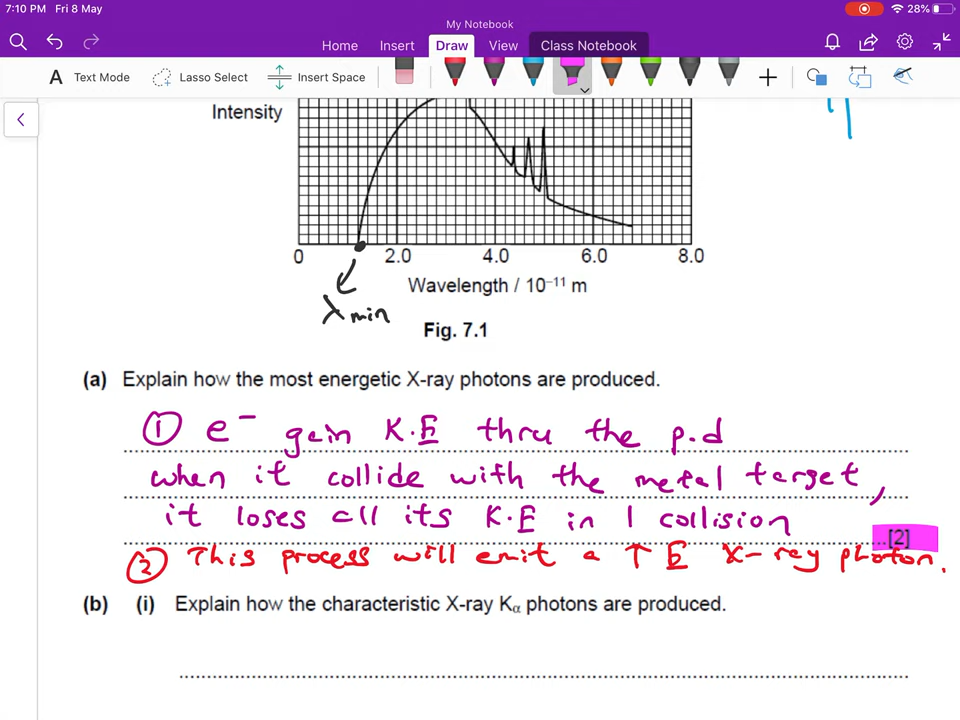 7:10 PM Fri 8 May
28%
My Notebook
Home Insert Draw View Class Notebook
A Text Mode Lasso Select Insert Space
Intensity
0 2.0 4.0 6.0 8.0
Wavelength / 10⁻¹¹ m
λ min
Fig. 7.1
(a) Explain how the most energetic X-ray photons are produced.
① e⁻ gain K.E thru the p.d
when it collide with the metal target,
it loses all its K.E in 1 collision
[2]
② This process will emit a ↑ E X-ray photon.
(b) (i) Explain how the characteristic X-ray Kα photons are produced.